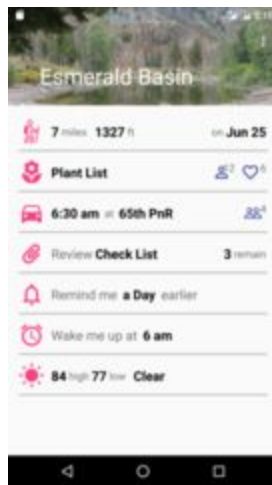 Esmerald Basin
7 miles 1327 ft on Jun 25
Plant List 2 6
6:30 am at 65th PnR 4
Review Check List 3 remain
Remind me a Day earlier
Wake me up at 6 am
84 high 77 low Clear